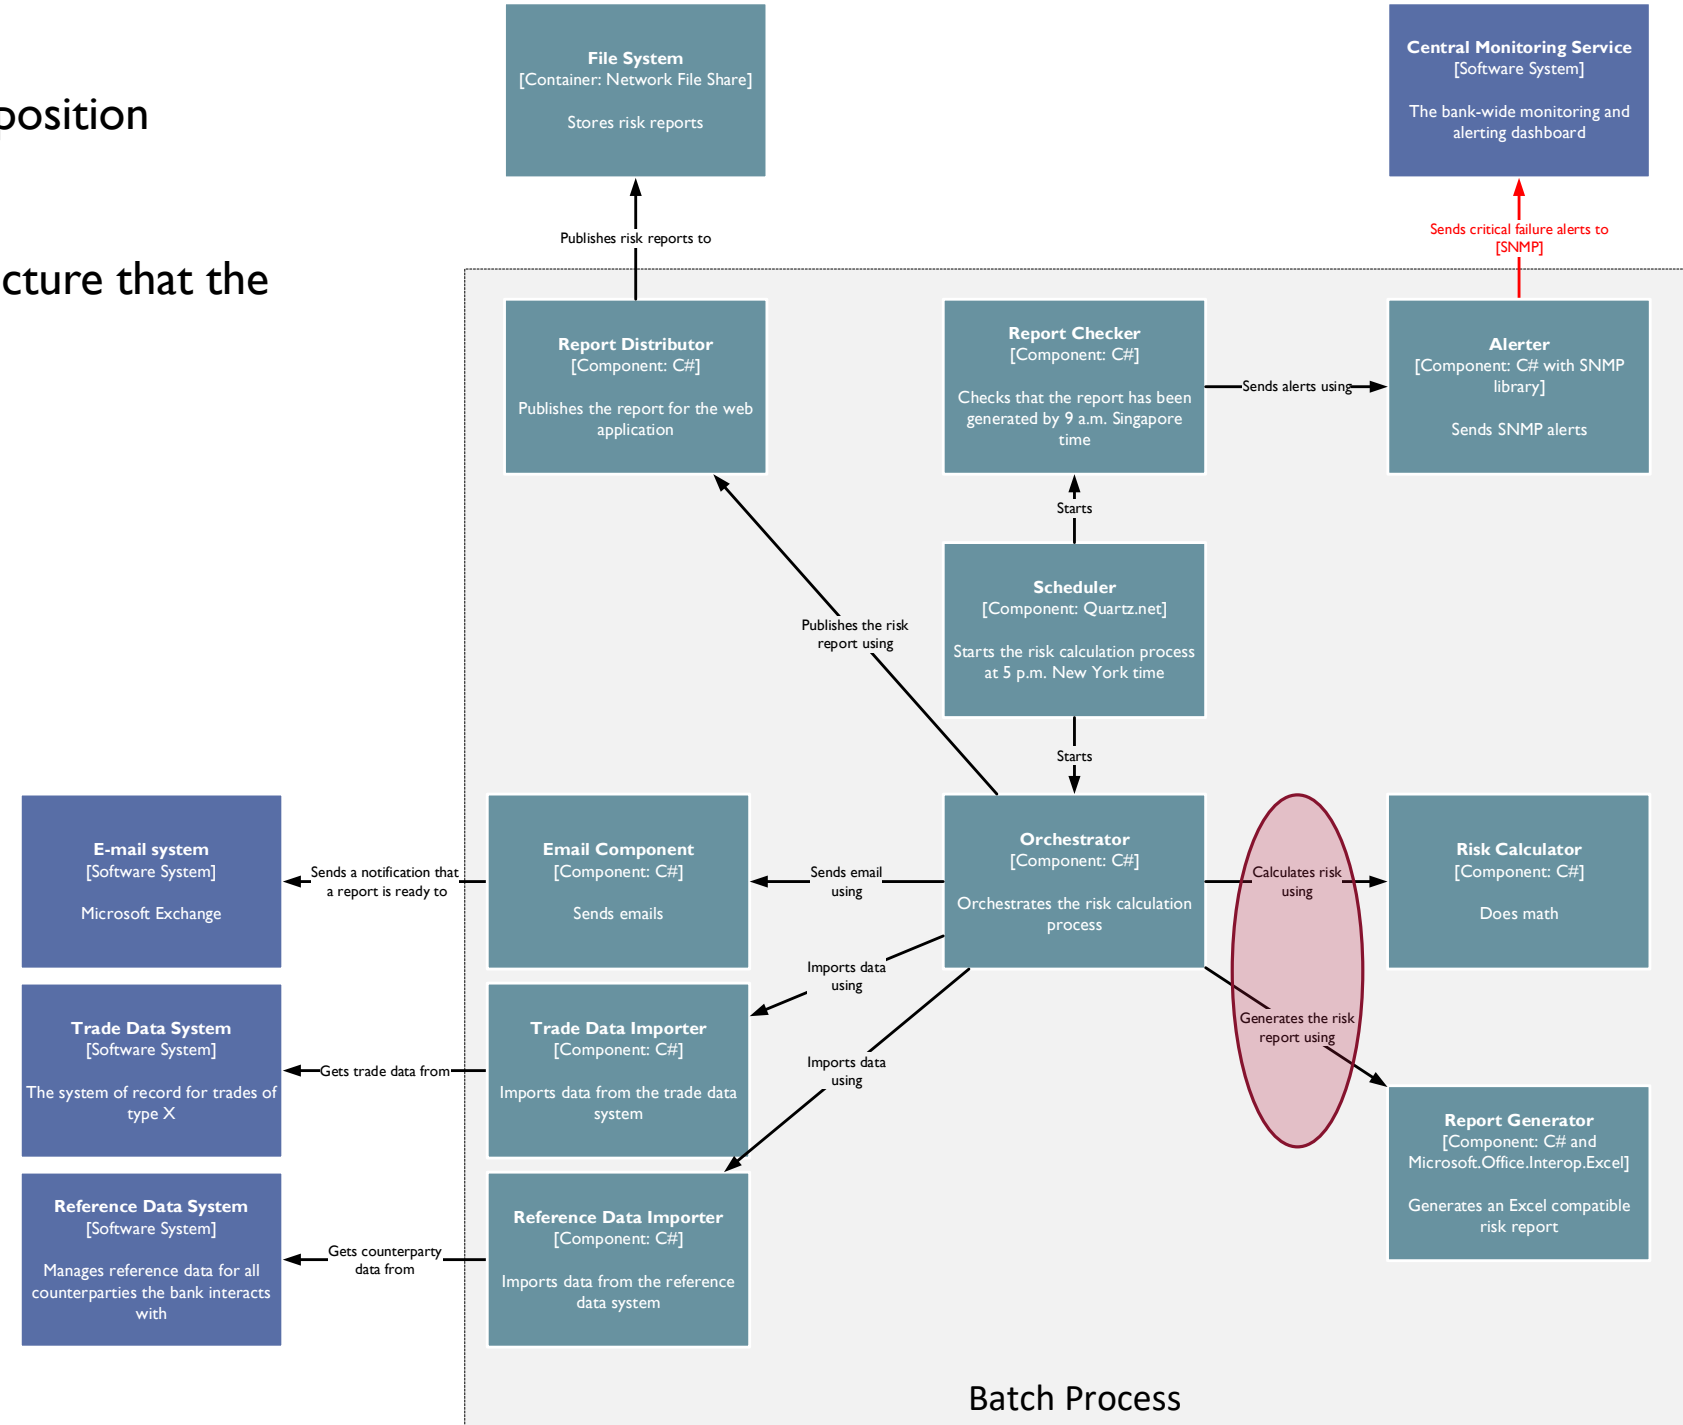 position
cture that the
File System
[Container: Network File Share]
Stores risk reports
Central Monitoring Service
[Software System]
The bank-wide monitoring and
alerting dashboard
Publishes risk reports to
Sends critical failure alerts to
[SNMP]
Report Distributor
[Component: C#]
Publishes the report for the web
application
Report Checker
[Component: C#]
Checks that the report has been
generated by 9 a.m. Singapore
time
Sends alerts using
Alerter
[Component: C# with SNMP
library]
Sends SNMP alerts
Starts
Scheduler
[Component: Quartz.net]
Starts the risk calculation process
at 5 p.m. New York time
Publishes the risk
report using
Starts
E-mail system
[Software System]
Microsoft Exchange
Sends a notification that
a report is ready to
Email Component
[Component: C#]
Sends emails
Sends email
using
Orchestrator
[Component: C#]
Orchestrates the risk calculation
process
Calculates risk
using
Risk Calculator
[Component: C#]
Does math
Imports data
using
Trade Data System
[Software System]
The system of record for trades of
type X
Gets trade data from
Trade Data Importer
[Component: C#]
Imports data from the trade data
system
Imports data
using
Generates the risk
report using
Report Generator
[Component: C# and
Microsoft.Office.Interop.Excel]
Generates an Excel compatible
risk report
Reference Data System
[Software System]
Manages reference data for all
counterparties the bank interacts
with
Gets counterparty
data from
Reference Data Importer
[Component: C#]
Imports data from the reference
data system
Batch Process